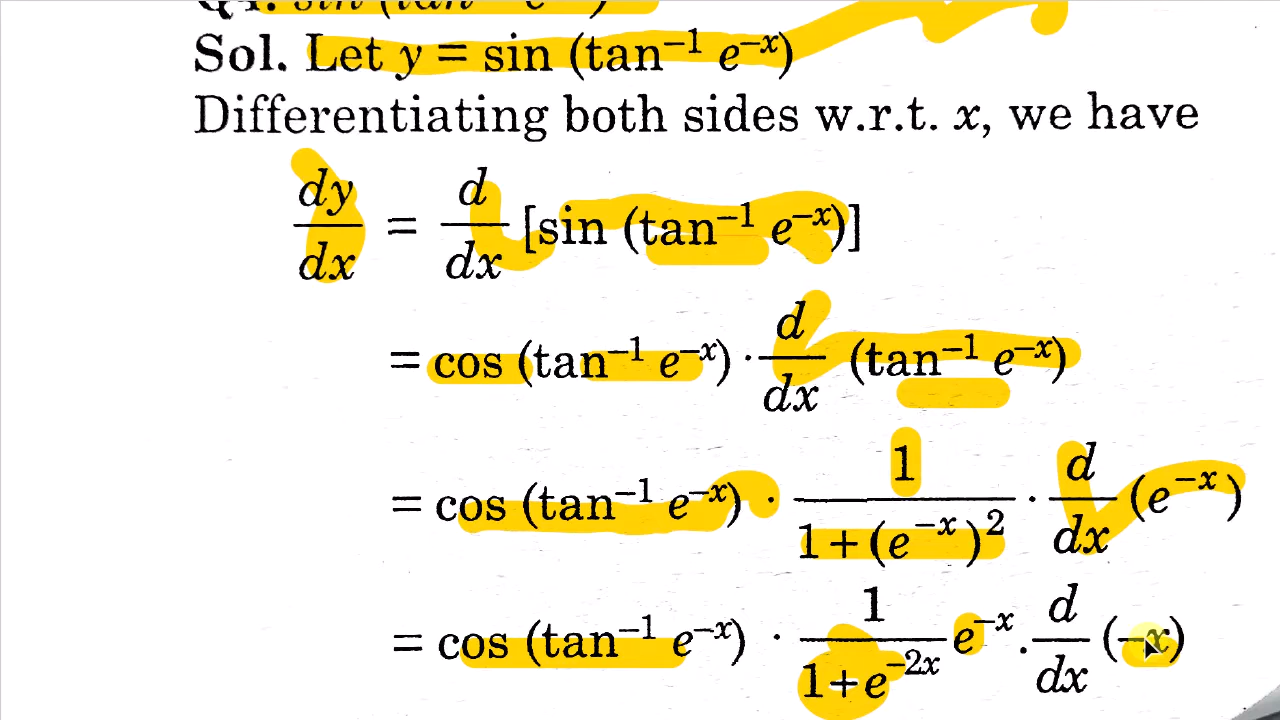 Sol. Let y = sin (tan⁻¹ e⁻ˣ)
Differentiating both sides w.r.t. x, we have
dy/dx = d/dx [sin (tan⁻¹ e⁻ˣ)]
= cos (tan⁻¹ e⁻ˣ) · d/dx (tan⁻¹ e⁻ˣ)
= cos (tan⁻¹ e⁻ˣ) · 1/(1+(e⁻ˣ)²) · d/dx (e⁻ˣ)
= cos (tan⁻¹ e⁻ˣ) · 1/(1+e⁻²ˣ) e⁻ˣ . d/dx (−x)